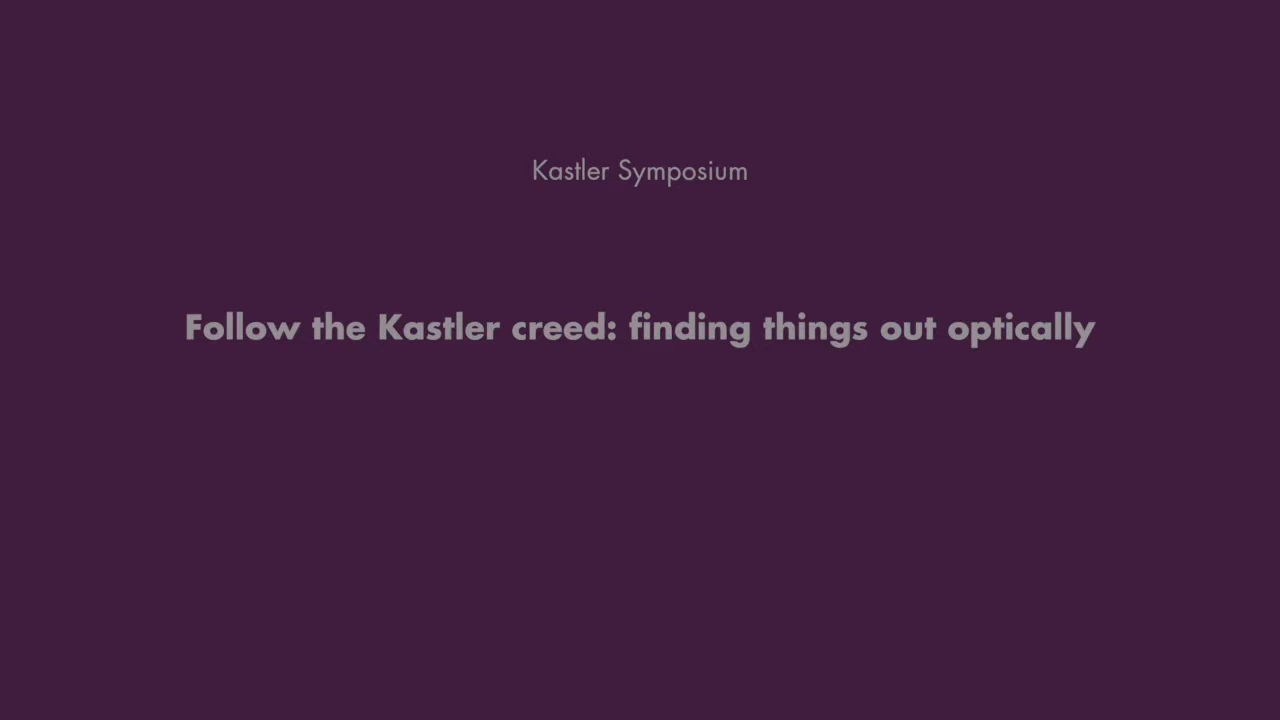 Kastler Symposium
Follow the Kastler creed: finding things out optically